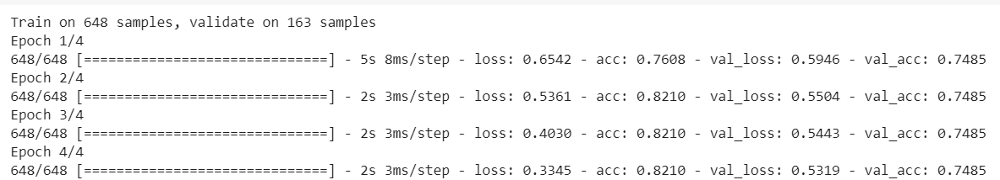 Train on 648 samples, validate on 163 samples
Epoch 1/4
648/648 [==============================] - 5s 8ms/step - loss: 0.6542 - acc: 0.7608 - val_loss: 0.5946 - val_acc: 0.7485
Epoch 2/4
648/648 [==============================] - 2s 3ms/step - loss: 0.5361 - acc: 0.8210 - val_loss: 0.5504 - val_acc: 0.7485
Epoch 3/4
648/648 [==============================] - 2s 3ms/step - loss: 0.4030 - acc: 0.8210 - val_loss: 0.5443 - val_acc: 0.7485
Epoch 4/4
648/648 [==============================] - 2s 3ms/step - loss: 0.3345 - acc: 0.8210 - val_loss: 0.5319 - val_acc: 0.7485